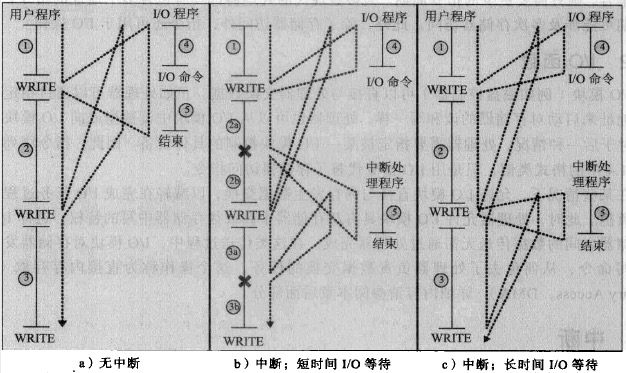 用户程序
I/O 程序
①
④
I/O 命令
WRITE
⑤
结束
②
WRITE
③
WRITE
a）无中断
用户程序
I/O 程序
①
④
I/O 命令
WRITE
2a
2b
中断处
理程序
⑤
WRITE
结束
3a
3b
WRITE
b）中断；短时间 I/O 等待
用户程序
I/O 程序
①
④
I/O 命令
WRITE
②
中断处
理程序
⑤
WRITE
结束
③
WRITE
c）中断；长时间 I/O 等待